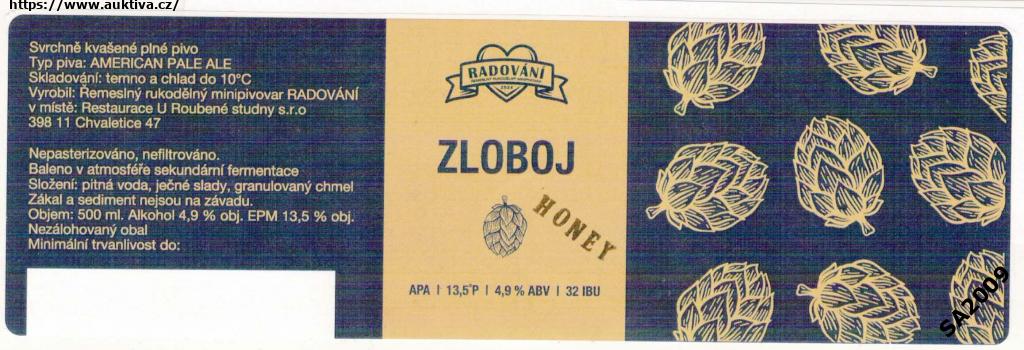 https://www.auktiva.cz/
Svrchně kvašené plné pivo
Typ piva: AMERICAN PALE ALE
Skladování: temno a chlad do 10°C
Vyrobil: Řemeslný rukodělný minipivovar RADOVÁNÍ
v místě: Restaurace U Roubené studny s.r.o
398 11 Chvaletice 47
Nepasterizováno, nefiltrováno.
Baleno v atmosféře sekundární fermentace
Složení: pitná voda, ječné slady, granulovaný chmel
Zákal a sediment nejsou na závadu.
Objem: 500 ml. Alkohol 4,9 % obj. EPM 13,5 % obj.
Nezálohovaný obal
Minimální trvanlivost do:
RADOVÁNÍ
ŘEMESLNÝ RUKODĚLNÝ MINIPIVOVAR
ZLOBOJ
HONEY
APA | 13,5°P | 4,9 % ABV | 32 IBU
SA2009